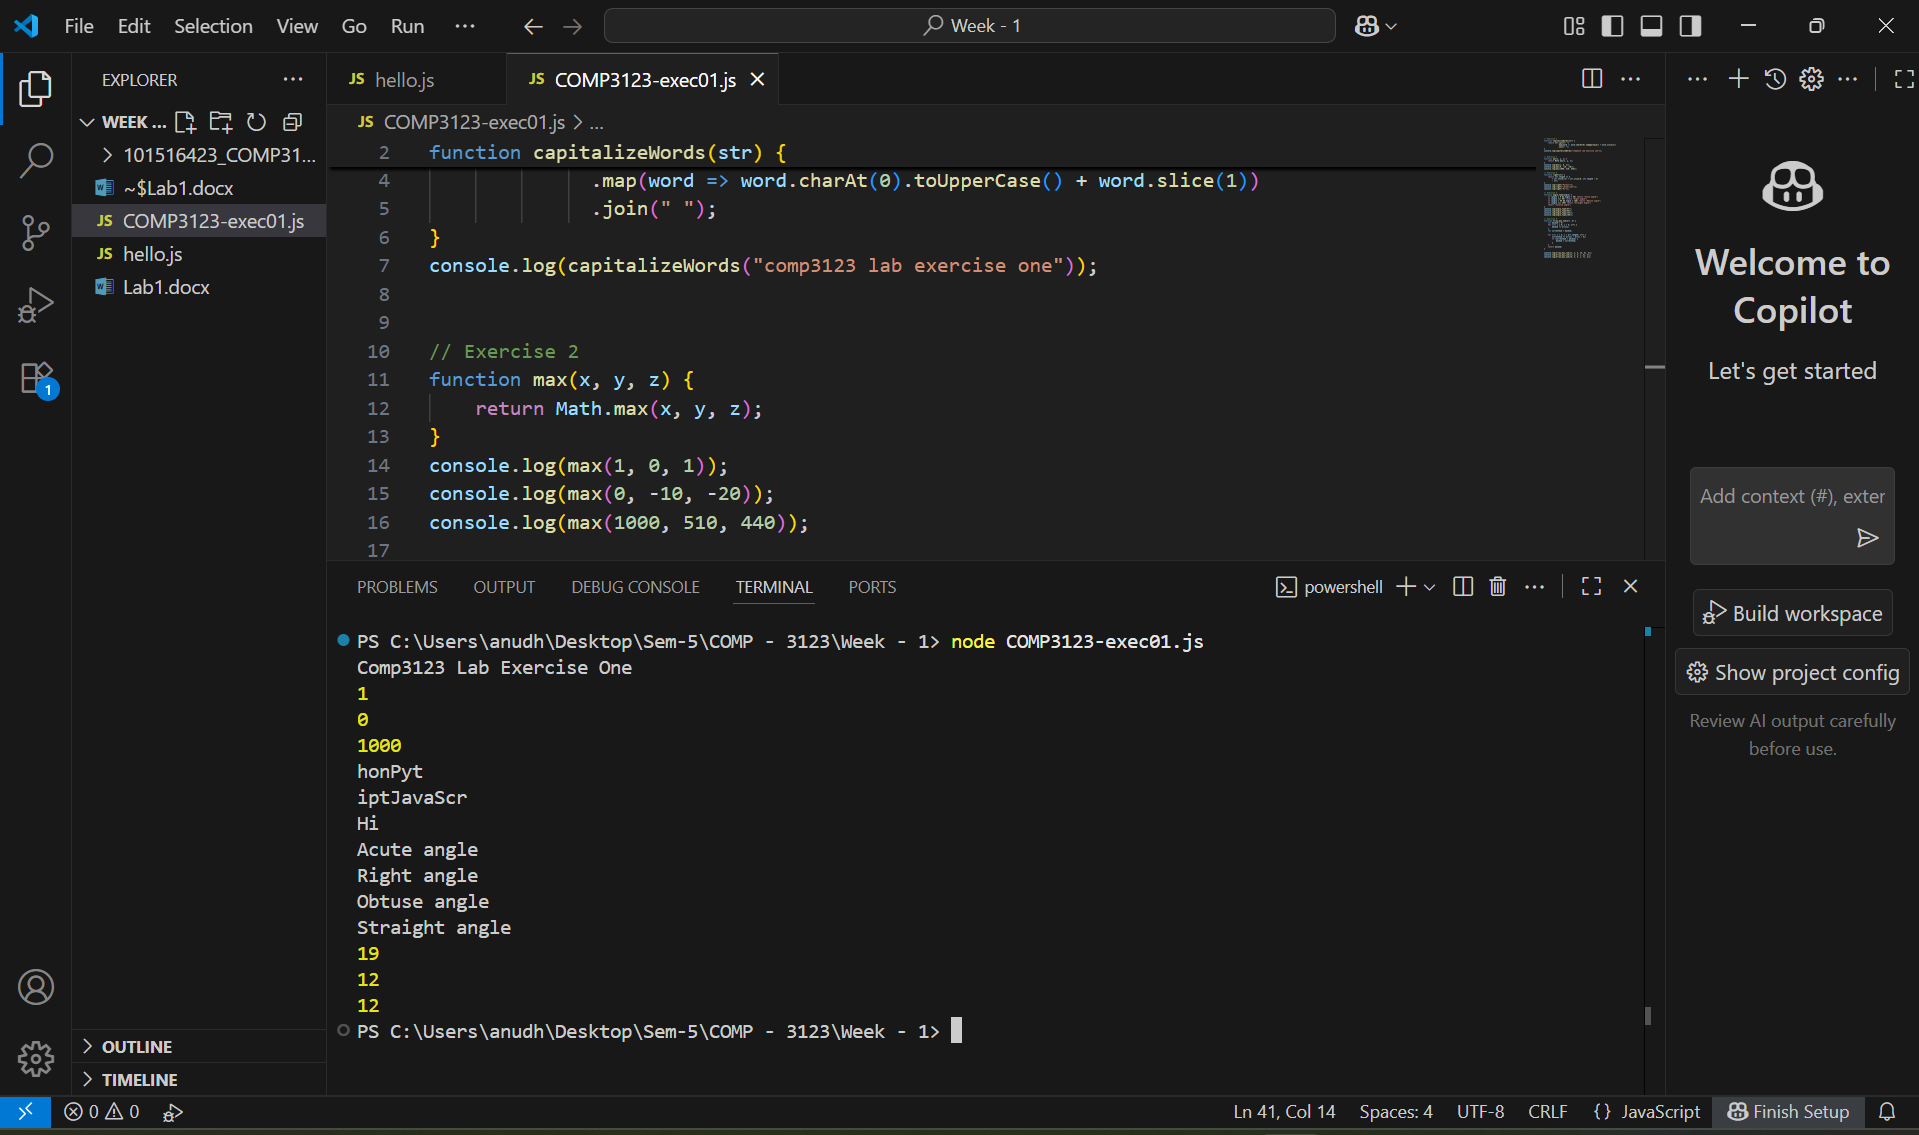 File Edit Selection View Go Run ··· Week - 1
EXPLORER ···
WEEK ...
101516423_COMP31...
~$Lab1.docx
JS COMP3123-exec01.js
JS hello.js
Lab1.docx
OUTLINE
TIMELINE
1
JS hello.js JS COMP3123-exec01.js
JS COMP3123-exec01.js > ...
2 function capitalizeWords(str) {
4 .map(word => word.charAt(0).toUpperCase() + word.slice(1))
5 .join(" ");
6 }
7 console.log(capitalizeWords("comp3123 lab exercise one"));
8
9
10 // Exercise 2
11 function max(x, y, z) {
12 return Math.max(x, y, z);
13 }
14 console.log(max(1, 0, 1));
15 console.log(max(0, -10, -20));
16 console.log(max(1000, 510, 440));
17
PROBLEMS OUTPUT DEBUG CONSOLE TERMINAL PORTS powershell
PS C:\Users\anudh\Desktop\Sem-5\COMP - 3123\Week - 1> node COMP3123-exec01.js
Comp3123 Lab Exercise One
1
0
1000
honPyt
iptJavaScr
Hi
Acute angle
Right angle
Obtuse angle
Straight angle
19
12
12
PS C:\Users\anudh\Desktop\Sem-5\COMP - 3123\Week - 1>
Welcome to
Copilot
Let's get started
Add context (#), exter
Build workspace
Show project config
Review AI output carefully
before use.
0 0 Ln 41, Col 14 Spaces: 4 UTF-8 CRLF {} JavaScript Finish Setup